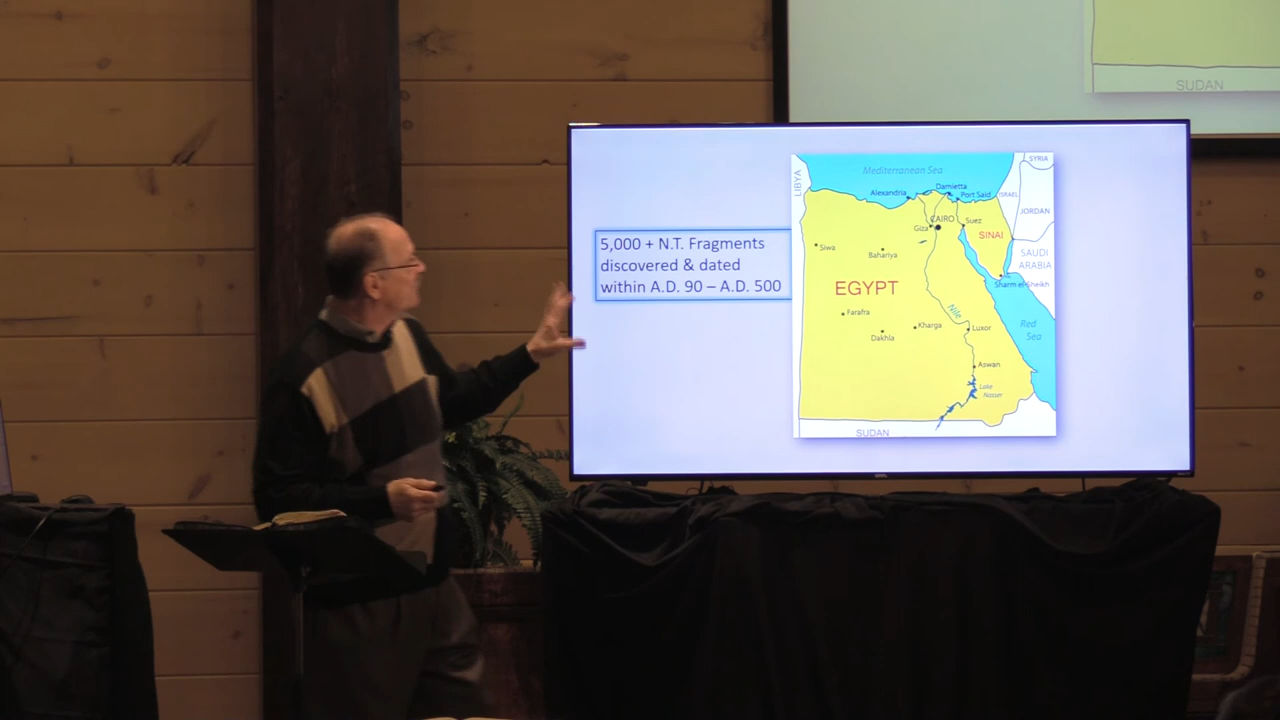 SUDAN
5,000 + N.T. Fragments
discovered & dated
within A.D. 90 – A.D. 500
LIBYA
Mediterranean Sea
SYRIA
Alexandria
Damietta
Port Said
ISRAEL
JORDAN
CAIRO
Giza
Suez
SINAI
Siwa
Bahariya
SAUDI
ARABIA
EGYPT
Sharm el-Sheikh
Farafra
Nile
Red
Sea
Kharga
Luxor
Dakhla
Aswan
Lake
Nasser
SUDAN